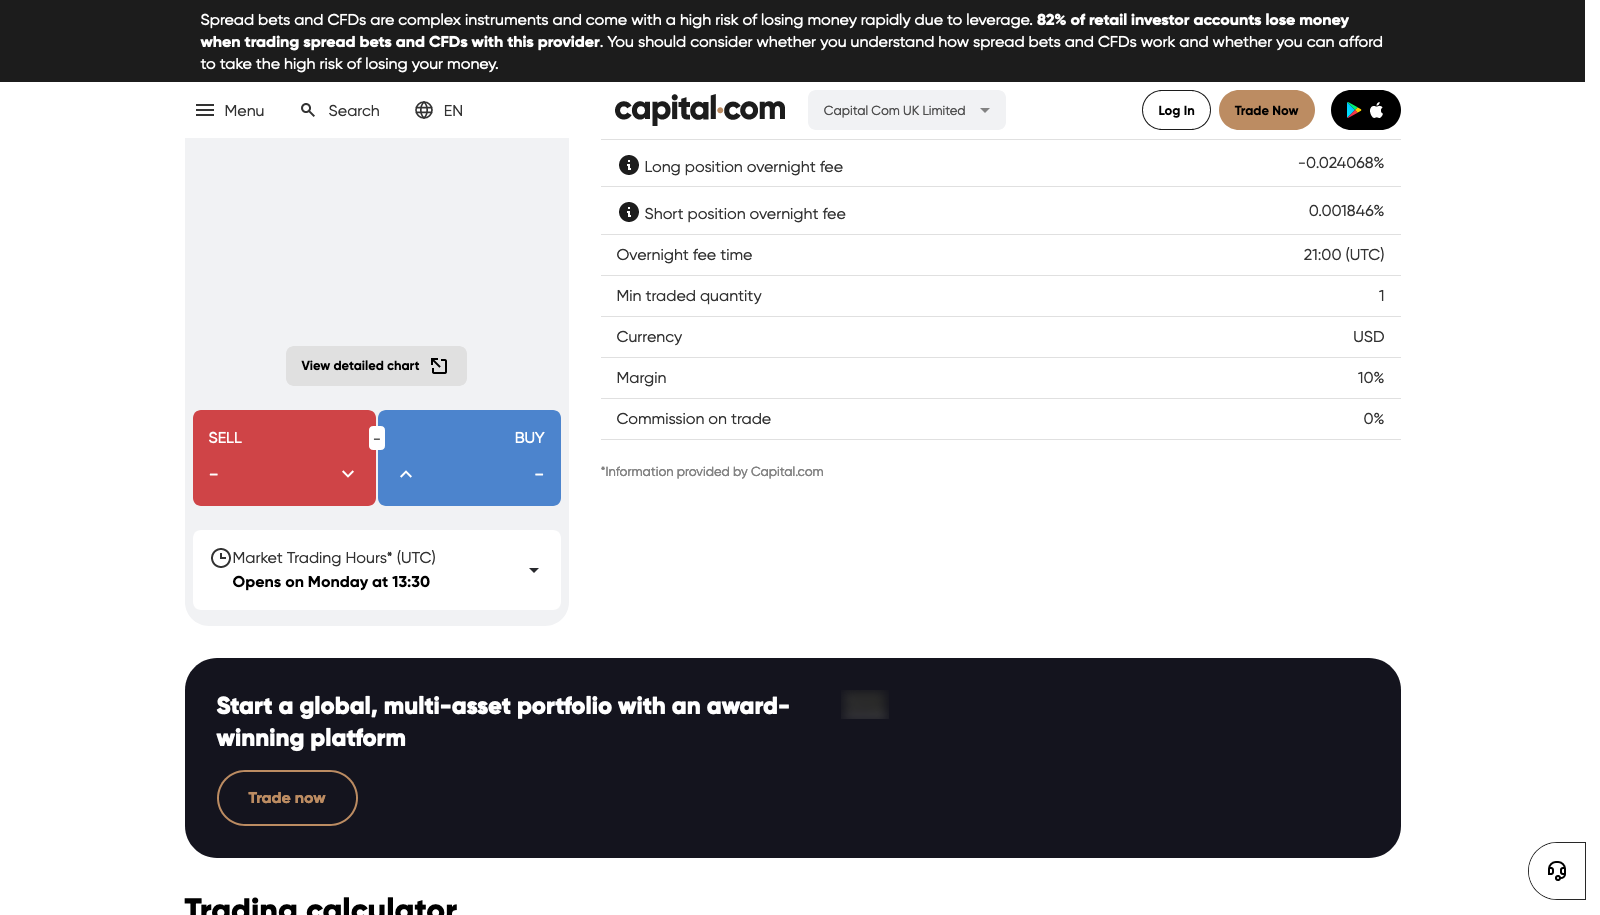 Spread bets and CFDs are complex instruments and come with a high risk of losing money rapidly due to leverage. 82% of retail investor accounts lose money
when trading spread bets and CFDs with this provider. You should consider whether you understand how spread bets and CFDs work and whether you can afford
to take the high risk of losing your money.
Menu Search EN capital.com Capital Com UK Limited Log In Trade Now
Long position overnight fee -0.024068%
Short position overnight fee 0.001846%
Overnight fee time 21:00 (UTC)
Min traded quantity 1
Currency USD
Margin 10%
Commission on trade 0%
*Information provided by Capital.com
View detailed chart
SELL - BUY
- -
Market Trading Hours* (UTC)
Opens on Monday at 13:30
Start a global, multi-asset portfolio with an award-
winning platform
Trade now
Trading calculator